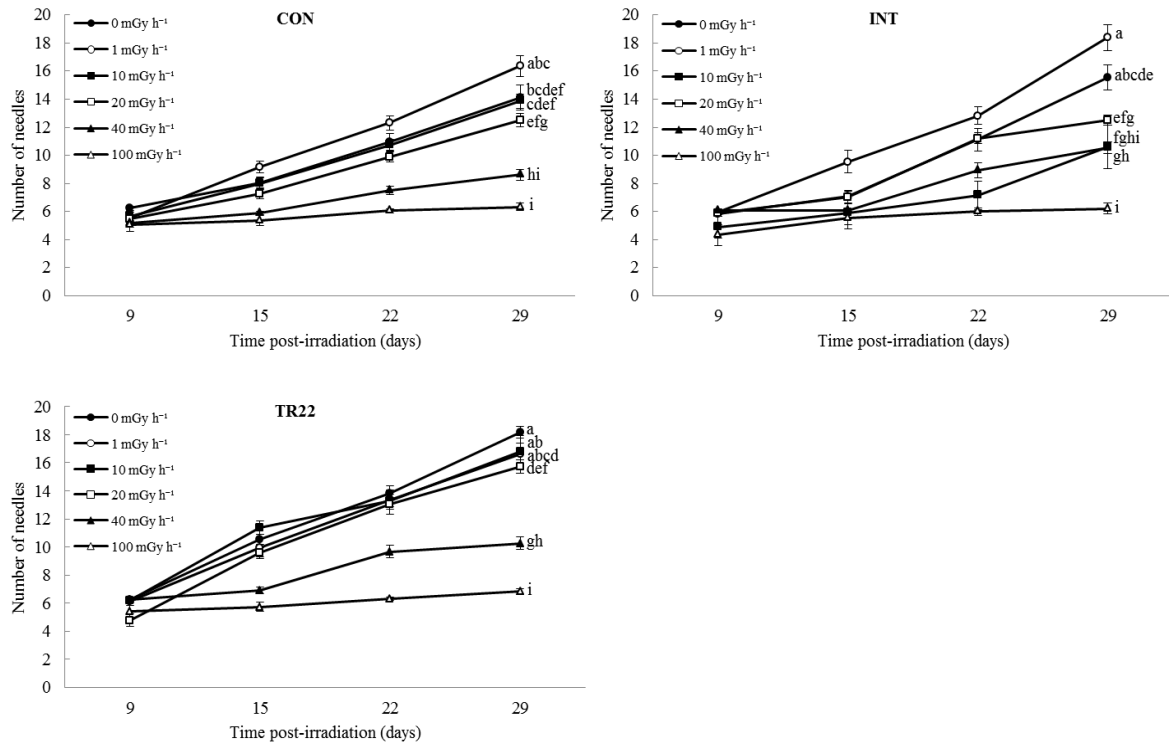 CON
0 mGy h⁻¹
1 mGy h⁻¹
10 mGy h⁻¹
20 mGy h⁻¹
40 mGy h⁻¹
100 mGy h⁻¹
Number of needles
20
18
16
14
12
10
8
6
4
2
0
abc
bcdef
cdef
efg
hi
i
9 15 22 29
Time post-irradiation (days)
INT
0 mGy h⁻¹
1 mGy h⁻¹
10 mGy h⁻¹
20 mGy h⁻¹
40 mGy h⁻¹
100 mGy h⁻¹
Number of needles
20
18
16
14
12
10
8
6
4
2
0
a
abcde
efg
fghi
gh
i
9 15 22 29
Time post-irradiation (days)
TR22
0 mGy h⁻¹
1 mGy h⁻¹
10 mGy h⁻¹
20 mGy h⁻¹
40 mGy h⁻¹
100 mGy h⁻¹
Number of needles
20
18
16
14
12
10
8
6
4
2
0
a
ab
abcd
def
gh
i
9 15 22 29
Time post-irradiation (days)